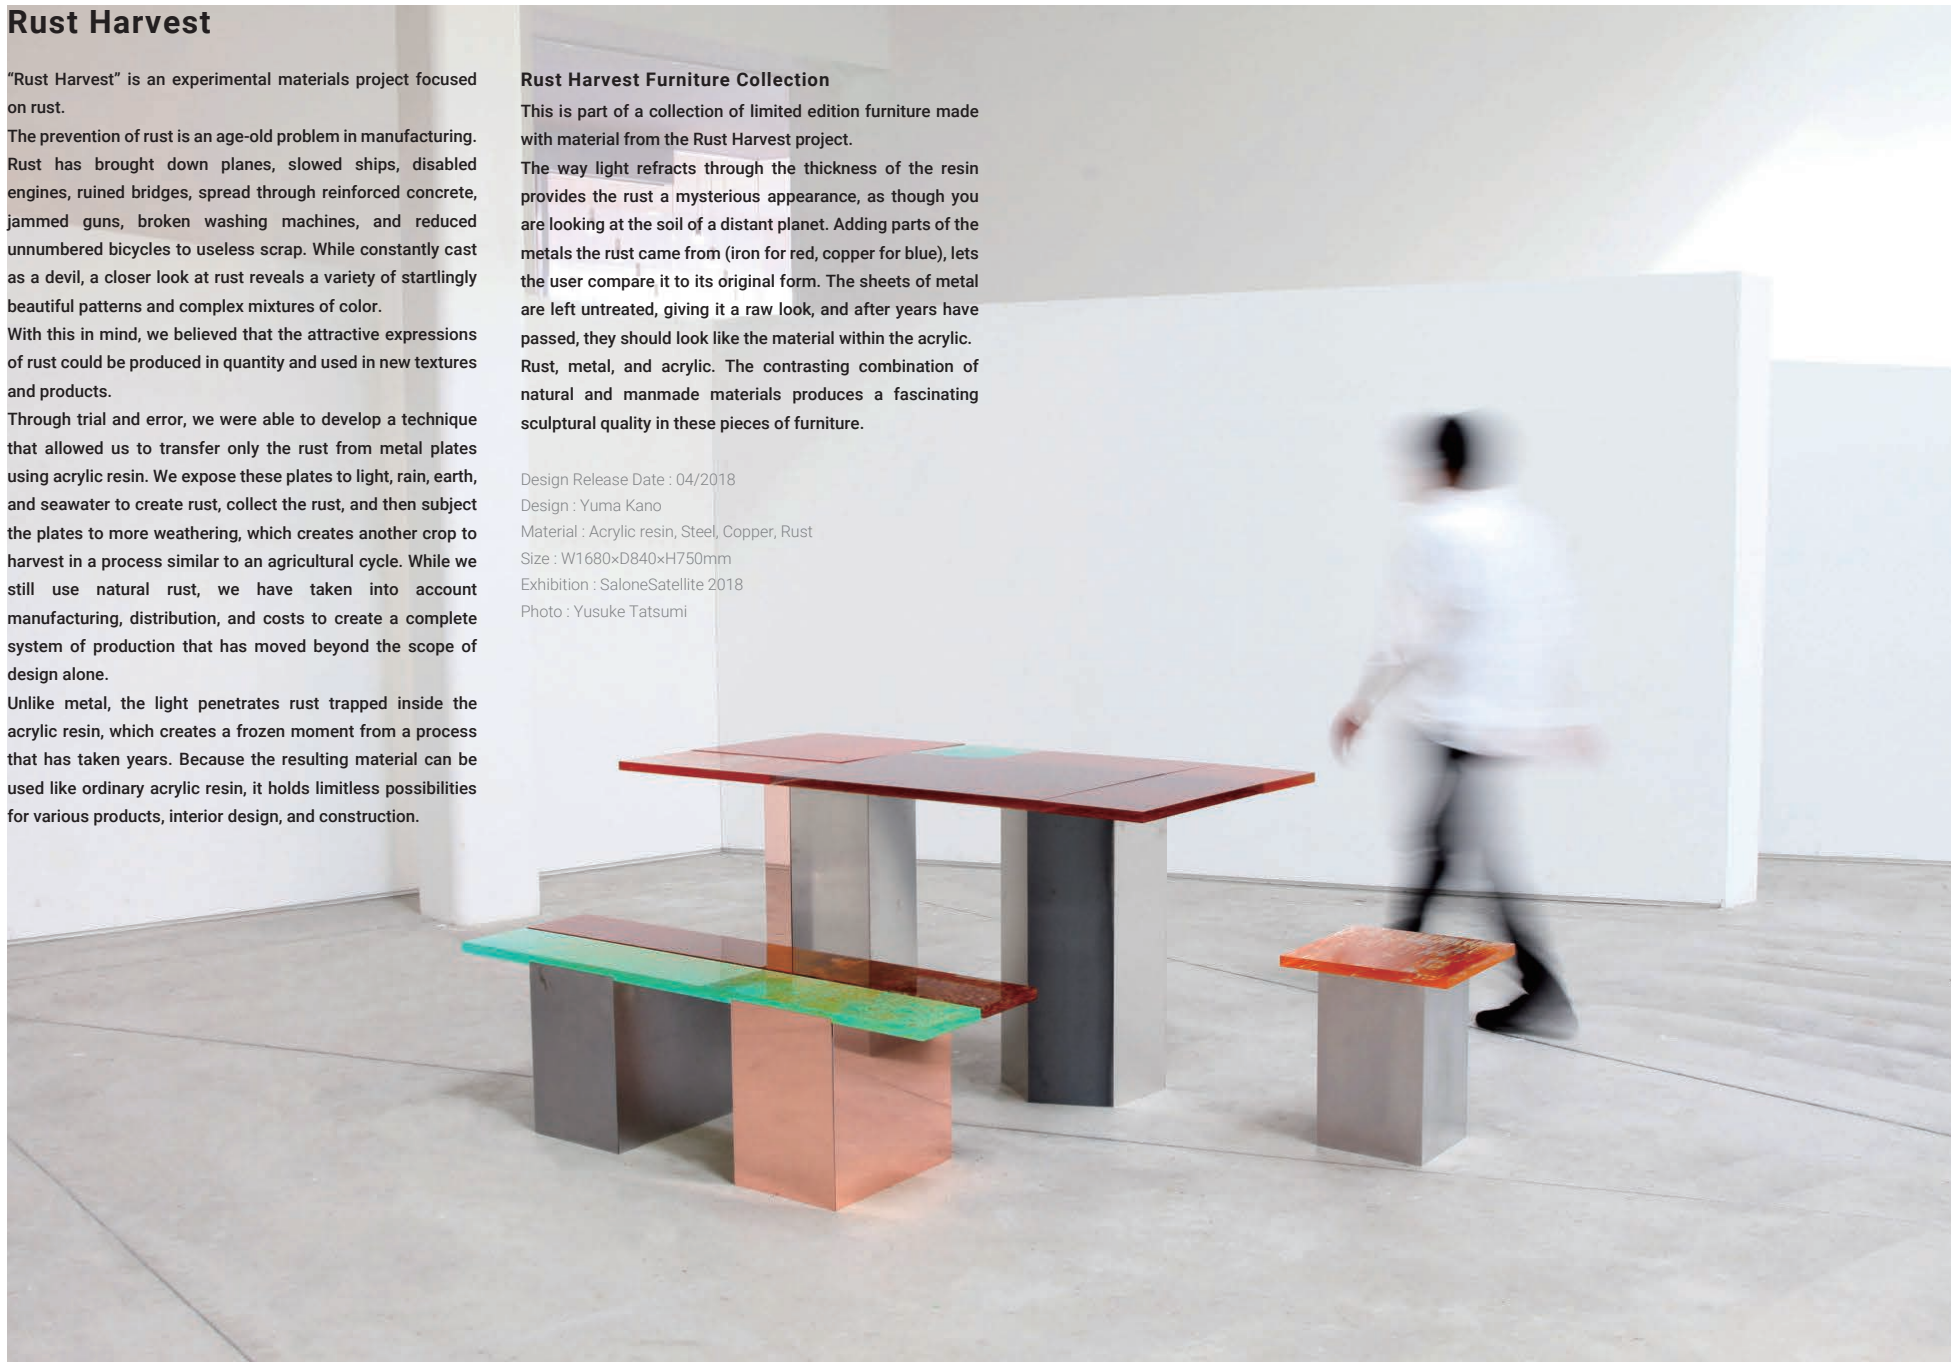 Rust Harvest
“Rust Harvest” is an experimental materials project focused
on rust.
The prevention of rust is an age-old problem in manufacturing.
Rust has brought down planes, slowed ships, disabled
engines, ruined bridges, spread through reinforced concrete,
jammed guns, broken washing machines, and reduced
unnumbered bicycles to useless scrap. While constantly cast
as a devil, a closer look at rust reveals a variety of startlingly
beautiful patterns and complex mixtures of color.
With this in mind, we believed that the attractive expressions
of rust could be produced in quantity and used in new textures
and products.
Through trial and error, we were able to develop a technique
that allowed us to transfer only the rust from metal plates
using acrylic resin. We expose these plates to light, rain, earth,
and seawater to create rust, collect the rust, and then subject
the plates to more weathering, which creates another crop to
harvest in a process similar to an agricultural cycle. While we
still use natural rust, we have taken into account
manufacturing, distribution, and costs to create a complete
system of production that has moved beyond the scope of
design alone.
Unlike metal, the light penetrates rust trapped inside the
acrylic resin, which creates a frozen moment from a process
that has taken years. Because the resulting material can be
used like ordinary acrylic resin, it holds limitless possibilities
for various products, interior design, and construction.
Rust Harvest Furniture Collection
This is part of a collection of limited edition furniture made
with material from the Rust Harvest project.
The way light refracts through the thickness of the resin
provides the rust a mysterious appearance, as though you
are looking at the soil of a distant planet. Adding parts of the
metals the rust came from (iron for red, copper for blue), lets
the user compare it to its original form. The sheets of metal
are left untreated, giving it a raw look, and after years have
passed, they should look like the material within the acrylic.
Rust, metal, and acrylic. The contrasting combination of
natural and manmade materials produces a fascinating
sculptural quality in these pieces of furniture.
Design Release Date : 04/2018
Design : Yuma Kano
Material : Acrylic resin, Steel, Copper, Rust
Size : W1680×D840×H750mm
Exhibition : SaloneSatellite 2018
Photo : Yusuke Tatsumi